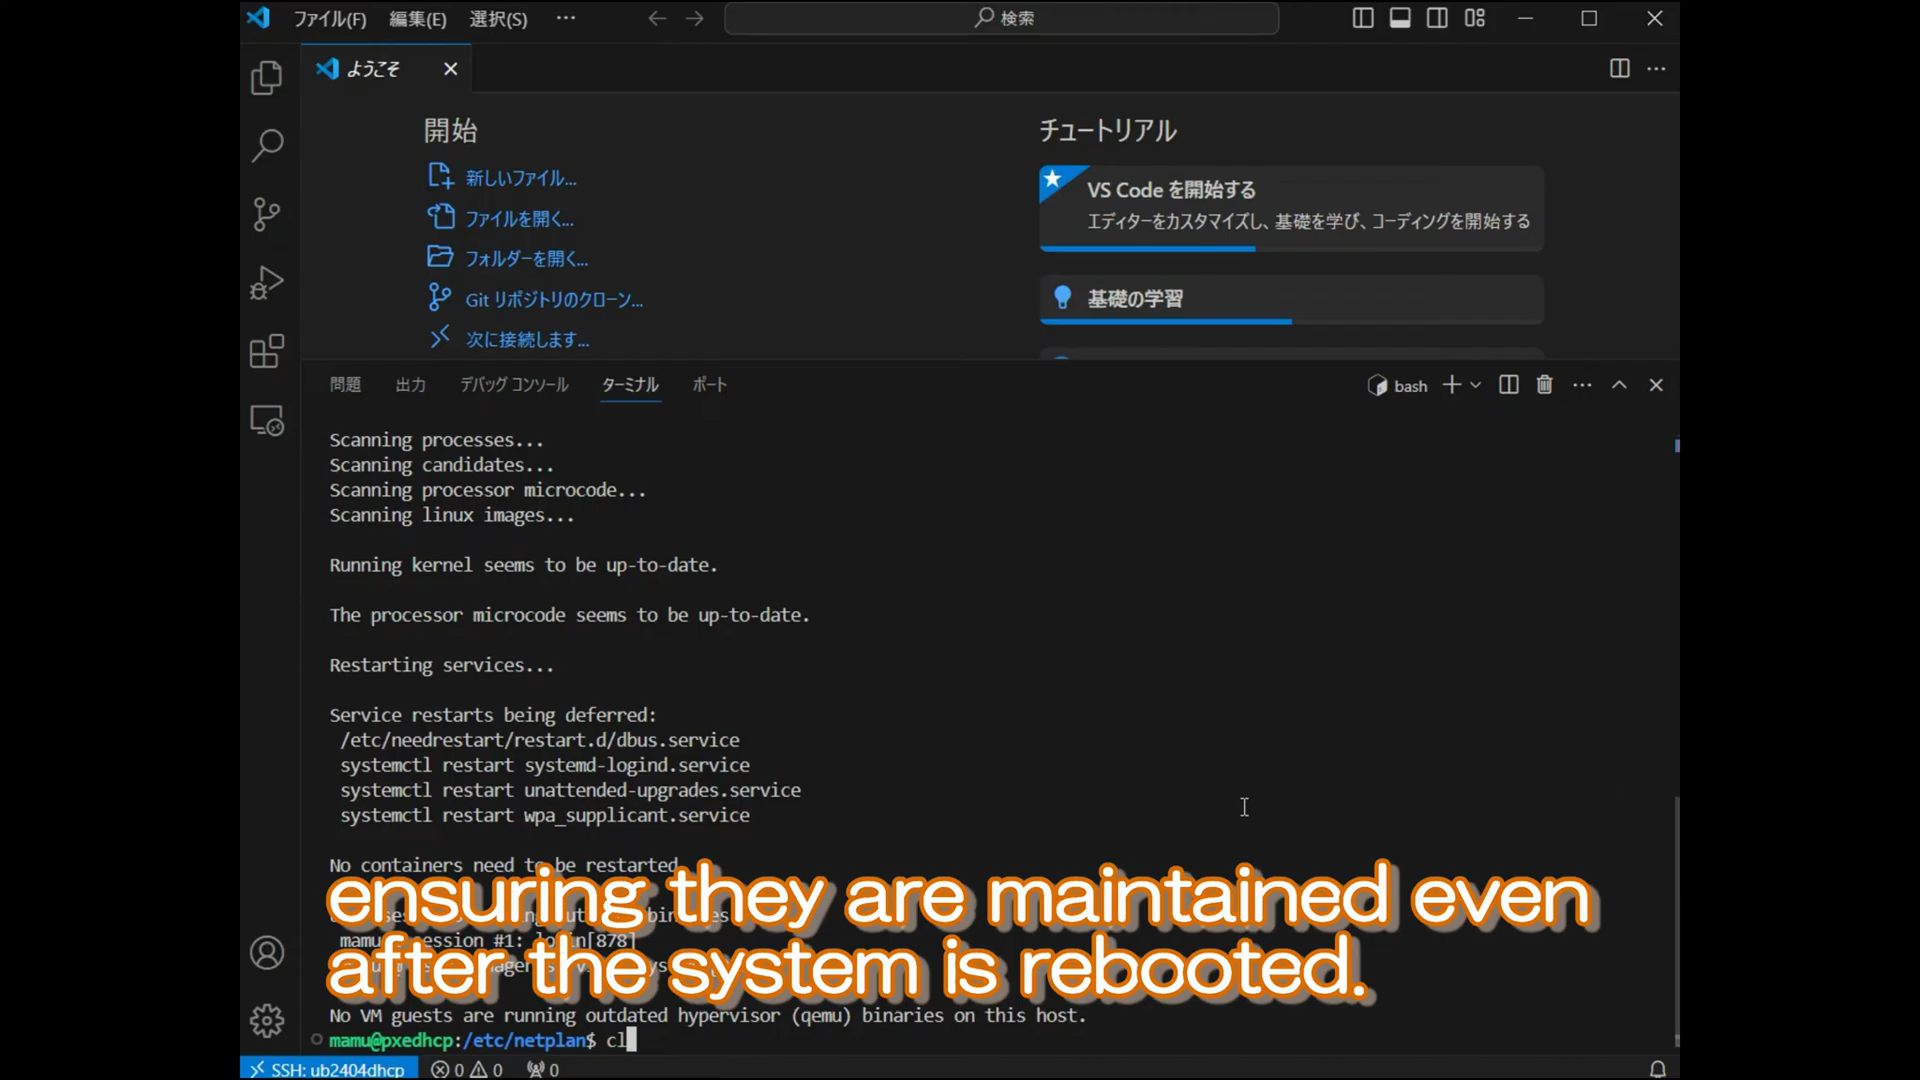 ファイル(F) 編集(E) 選択(S) ··· 検索
ようこそ
開始
新しいファイル...
ファイルを開く...
フォルダーを開く...
Git リポジトリのクローン...
次に接続します...
チュートリアル
VS Code を開始する
エディターをカスタマイズし、基礎を学び、コーディングを開始する
基礎の学習
問題 出力 デバッグ コンソール ターミナル ポート bash
Scanning processes...
Scanning candidates...
Scanning processor microcode...
Scanning linux images...
Running kernel seems to be up-to-date.
The processor microcode seems to be up-to-date.
Restarting services...
Service restarts being deferred:
/etc/needrestart/restart.d/dbus.service
systemctl restart systemd-logind.service
systemctl restart unattended-upgrades.service
systemctl restart wpa_supplicant.service
No containers need to be restarted
ensuring they are maintained even
session #1:
after the system is rebooted.
No VM guests are running outdated hypervisor (qemu) binaries on this host.
mamu@pxedhcp:/etc/netplan$ cl
SSH: ub2404dhcp 0 0 0